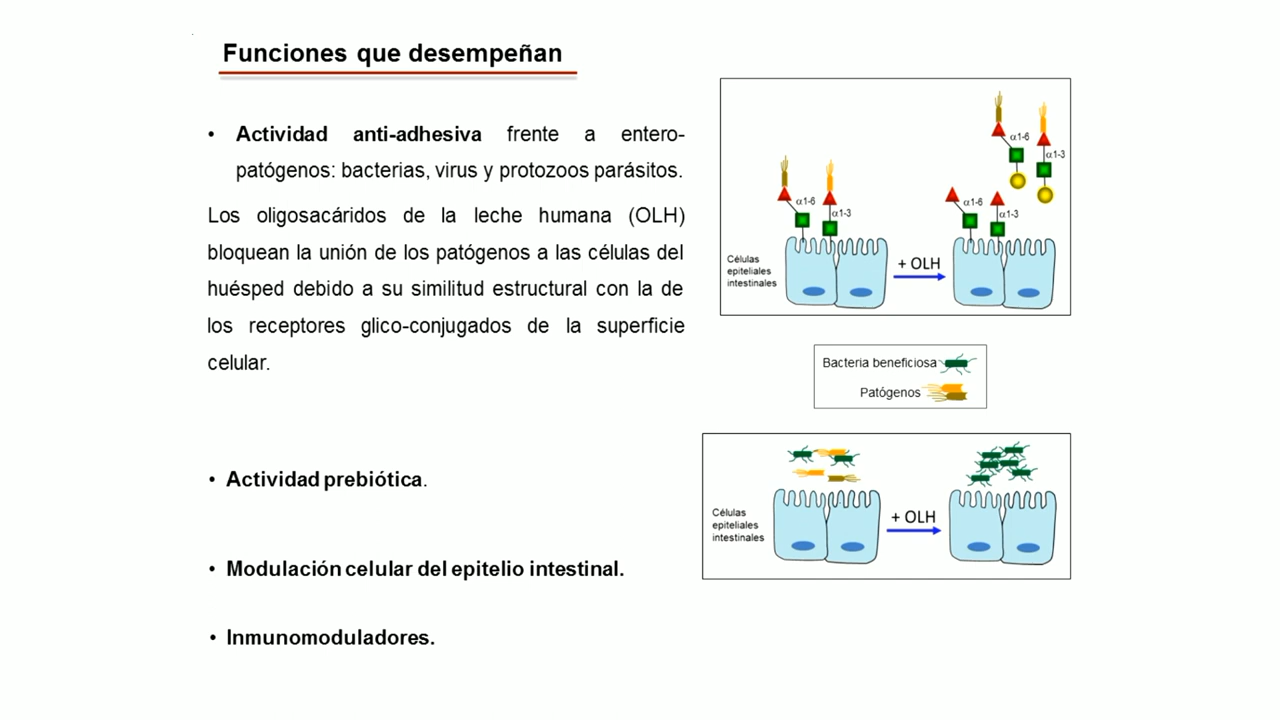 Funciones que desempeñan
• Actividad anti-adhesiva frente a entero-
patógenos: bacterias, virus y protozoos parásitos.
Los oligosacáridos de la leche humana (OLH)
bloquean la unión de los patógenos a las células del
huésped debido a su similitud estructural con la de
los receptores glico-conjugados de la superficie
celular.
• Actividad prebiótica.
• Modulación celular del epitelio intestinal.
• Inmunomoduladores.
α1-6
α1-3
α1-6
α1-3
α1-6
α1-3
Células
epiteliales
intestinales
+ OLH
Bacteria beneficiosa
Patógenos
Células
epiteliales
intestinales
+ OLH